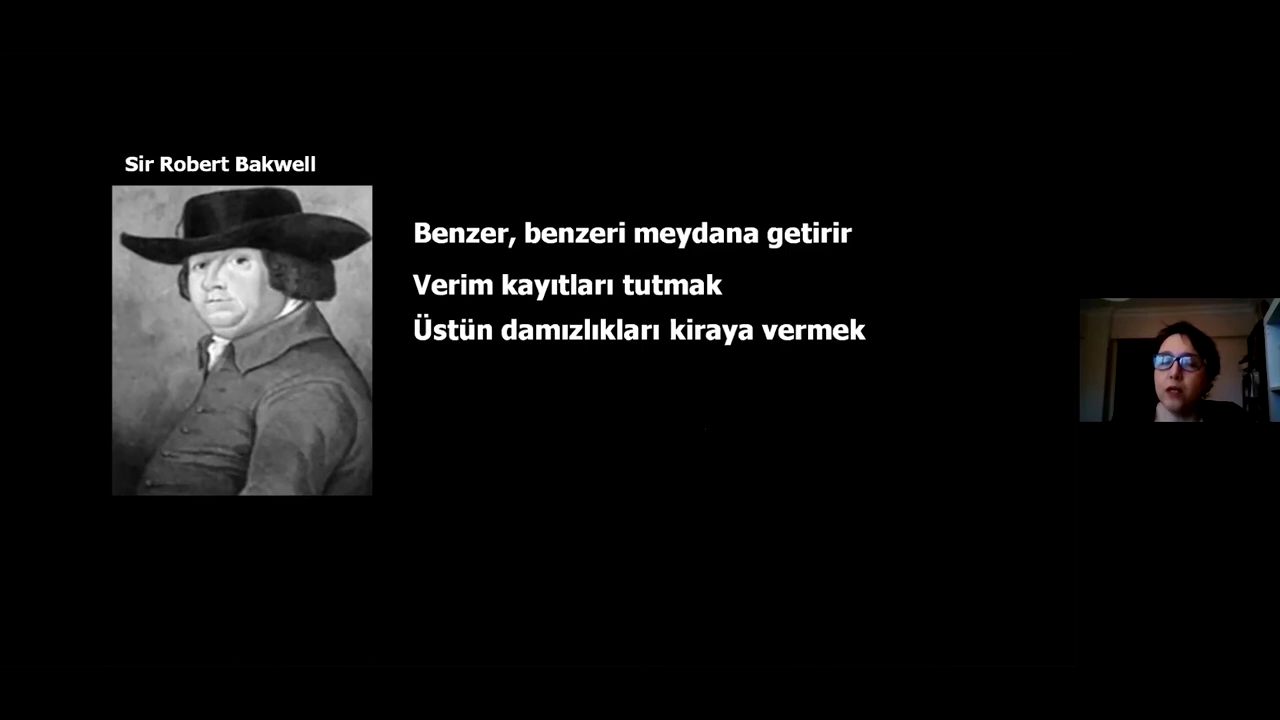 Sir Robert Bakwell
Benzer, benzeri meydana getirir
Verim kayıtları tutmak
Üstün damızlıkları kiraya vermek